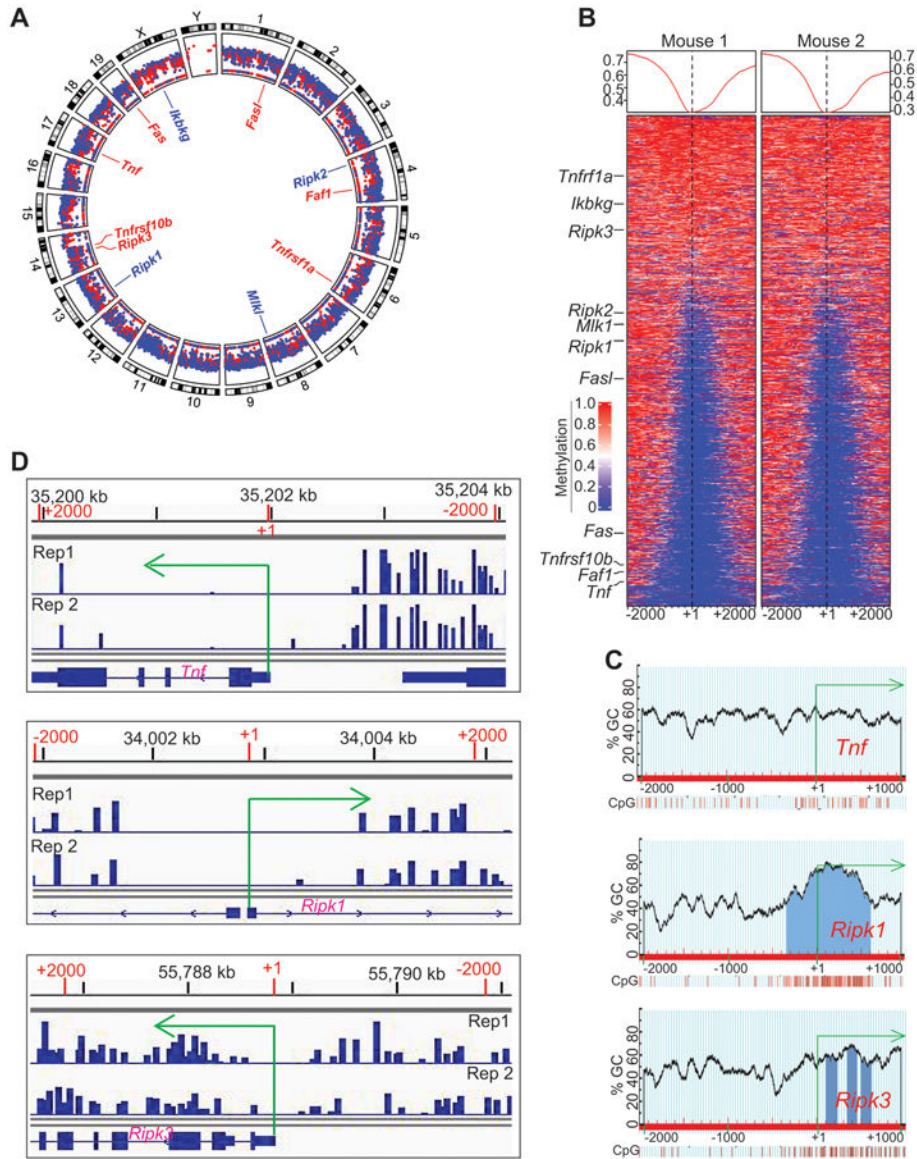 A
1
2
3
4
5
6
7
8
9
10
11
12
13
14
15
16
17
18
19
X
Y
Fasl
Ripk2
Faf1
Tnfrsf1a
Mlkl
Ripk1
Tnfrsf10b
Ripk3
Tnf
Fas
Ikbkg
B
Mouse 1 Mouse 2
0.7
0.6
0.5
0.4
0.7
0.6
0.5
0.4
0.3
Tnfrf1a
Ikbkg
Ripk3
Ripk2
Mlk1
Ripk1
Fasl
Methylation
1.0
0.8
0.6
0.4
0.2
0
Fas
Tnfrsf10b
Faf1
Tnf
-2000 +1 +2000 -2000 +1 +2000
C
% GC
80
60
40
20
0
Tnf
-2000 -1000 +1 +1000
CpG
% GC
80
60
40
20
0
Ripk1
-2000 -1000 +1 +1000
CpG
% GC
80
60
40
20
0
Ripk3
-2000 -1000 +1 +1000
CpG
D
35,200 kb 35,202 35,204 kb
+2000 +1 -2000
Rep1
Rep 2
Tnf
-2000 34,002 kb +1 34,004 kb +2000
Rep1
Rep 2
Ripk1
+2000 55,788 kb +1 55,790 kb -2000
Rep1
Rep 2
Ripk3